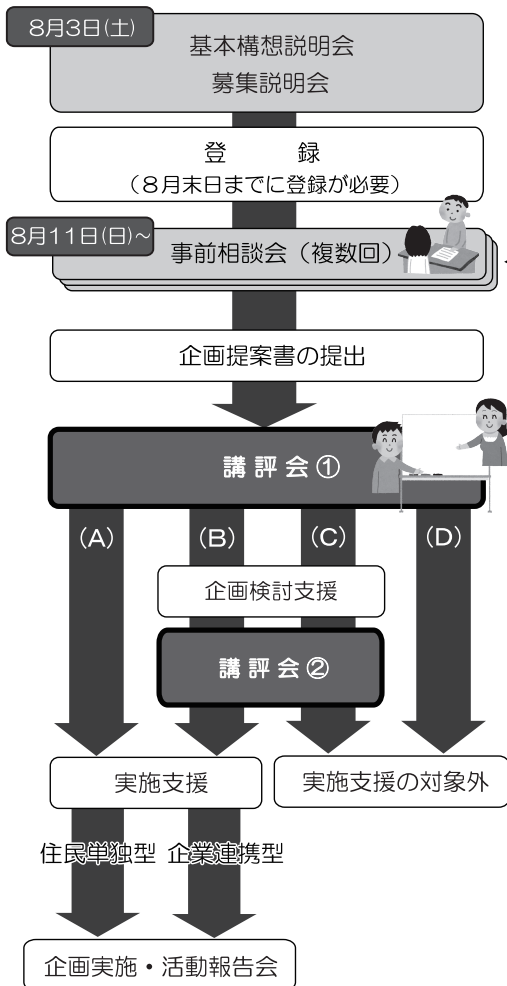 8月3日(土)
基本構想説明会
募集説明会
登　　録
（８月末日までに登録が必要）
8月11日(日)～
事前相談会（複数回）
企画提案書の提出
講評会①
(A)
(B)
(C)
(D)
企画検討支援
講評会②
実施支援
実施支援の対象外
住民単独型
企業連携型
企画実施・活動報告会